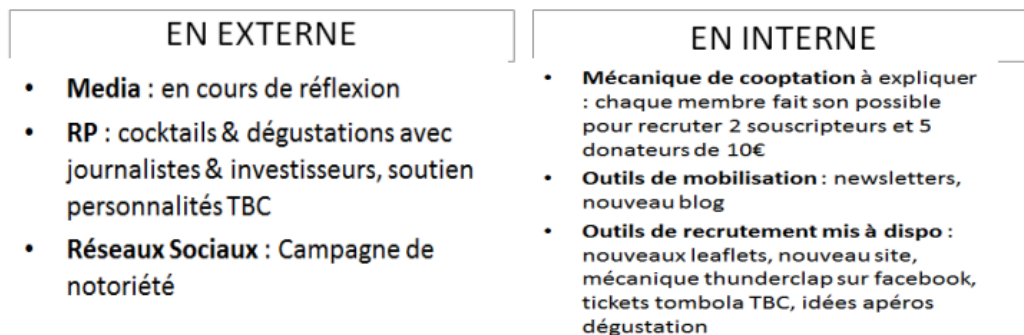 EN EXTERNE
• Media : en cours de réflexion
• RP : cocktails & dégustations avec
journalistes & investisseurs, soutien
personnalités TBC
• Réseaux Sociaux : Campagne de
notoriété
EN INTERNE
• Mécanique de cooptation à expliquer
: chaque membre fait son possible
pour recruter 2 souscripteurs et 5
donateurs de 10€
• Outils de mobilisation : newsletters,
nouveau blog
• Outils de recrutement mis à dispo :
nouveaux leaflets, nouveau site,
mécanique thunderclap sur facebook,
tickets tombola TBC, idées apéros
dégustation